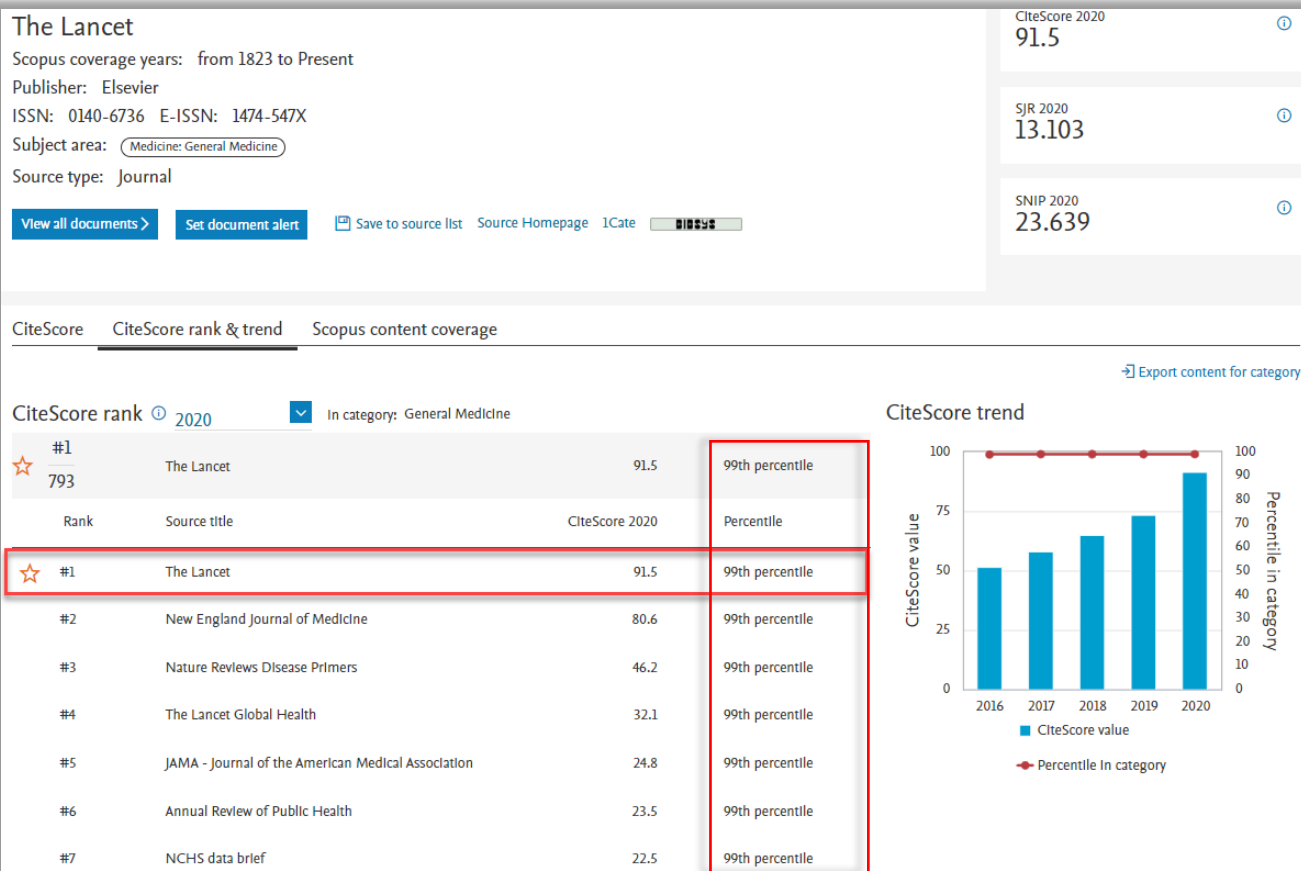 The Lancet
Scopus coverage years: from 1823 to Present
Publisher: Elsevier
ISSN: 0140-6736 E-ISSN: 1474-547X
Subject area: Medicine: General Medicine
Source type: Journal
View all documents > Set document alert Save to source list Source Homepage 1Cate BIOSYS
CiteScore 2020
91.5
SJR 2020
13.103
SNIP 2020
23.639
CiteScore CiteScore rank & trend Scopus content coverage
Export content for category
CiteScore rank 2020 In category: General Medicine
#1
793
The Lancet 91.5 99th percentile
Rank Source title CiteScore 2020 Percentile
#1 The Lancet 91.5 99th percentile
#2 New England Journal of Medicine 80.6 99th percentile
#3 Nature Reviews Disease Primers 46.2 99th percentile
#4 The Lancet Global Health 32.1 99th percentile
#5 JAMA - Journal of the American Medical Association 24.8 99th percentile
#6 Annual Review of Public Health 23.5 99th percentile
#7 NCHS data brief 22.5 99th percentile
CiteScore trend
CiteScore value
100
75
50
25
0
100
90
80
70
60
50
40
30
20
10
0
Percentile in category
2016 2017 2018 2019 2020
CiteScore value
Percentile in category